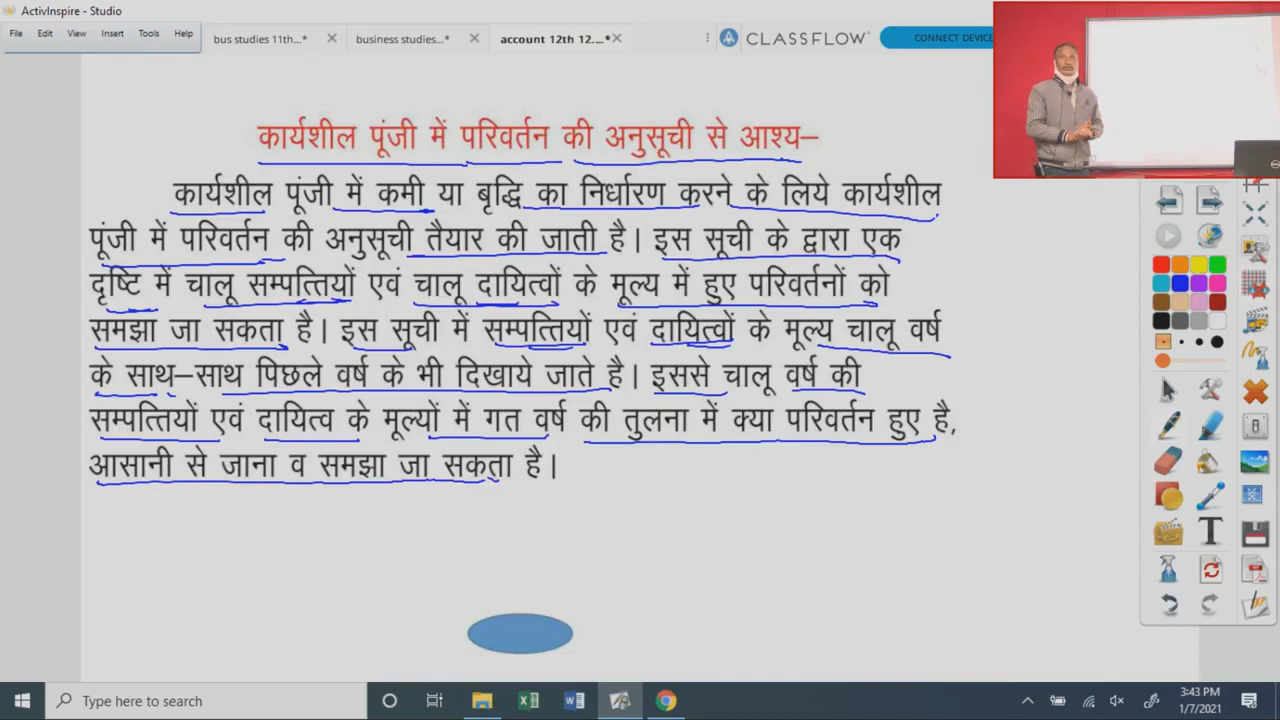 ActivInspire - Studio
File Edit View Insert Tools Help
bus studies 11th...* business studies...* account 12th 12....*
CLASSFLOW
CONNECT DEVICE
कार्यशील पूंजी में परिवर्तन की अनुसूची से आश्य–
कार्यशील पूंजी में कमी या बृद्धि का निर्धारण करने के लिये कार्यशील
पूंजी में परिवर्तन की अनुसूची तैयार की जाती है। इस सूची के द्वारा एक
दृष्टि में चालू सम्पत्तियों एवं चालू दायित्वों के मूल्य में हुए परिवर्तनों को
समझा जा सकता है। इस सूची में सम्पत्तियों एवं दायित्वों के मूल्य चालू वर्ष
के साथ–साथ पिछले वर्ष के भी दिखाये जाते है। इससे चालू वर्ष की
सम्पत्तियों एवं दायित्व के मूल्यों में गत वर्ष की तुलना में क्या परिवर्तन हुए है,
आसानी से जाना व समझा जा सकता है।
Type here to search
3:43 PM
1/7/2021